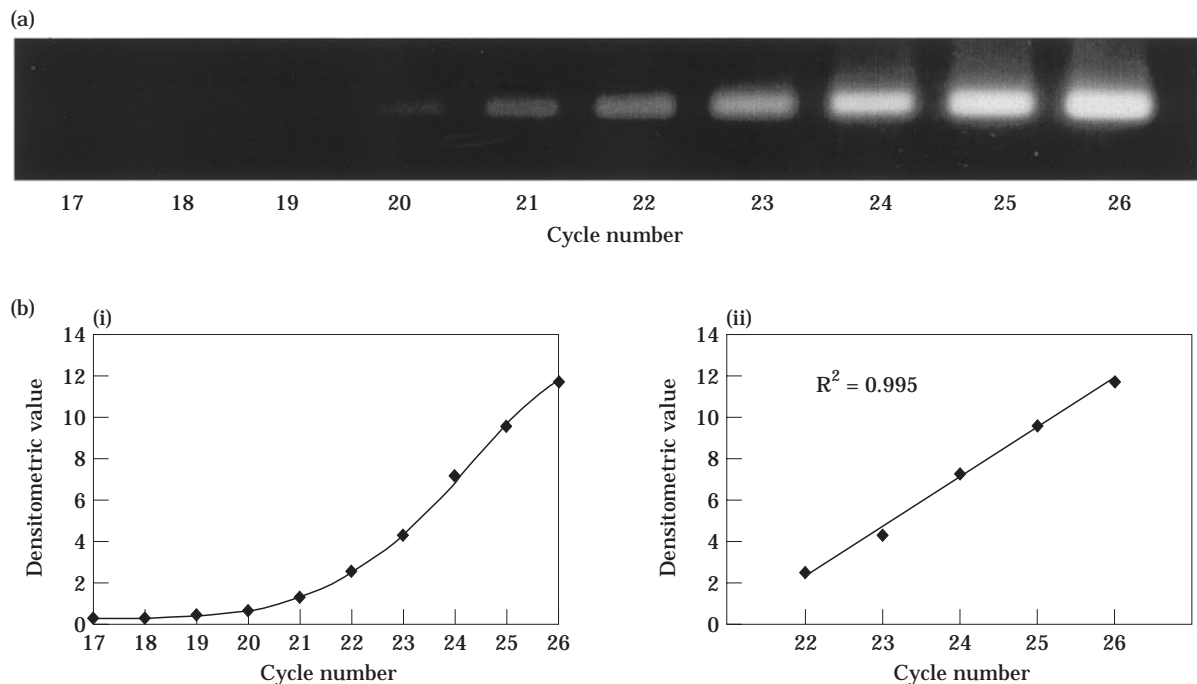 (a)
17 18 19 20 21 22 23 24 25 26
Cycle number
(b)
(i)
14
12
10
8
6
4
2
0
Densitometric value
17 18 19 20 21 22 23 24 25 26
Cycle number
(ii)
14
12
10
8
6
4
2
0
Densitometric value
R² = 0.995
22 23 24 25 26
Cycle number